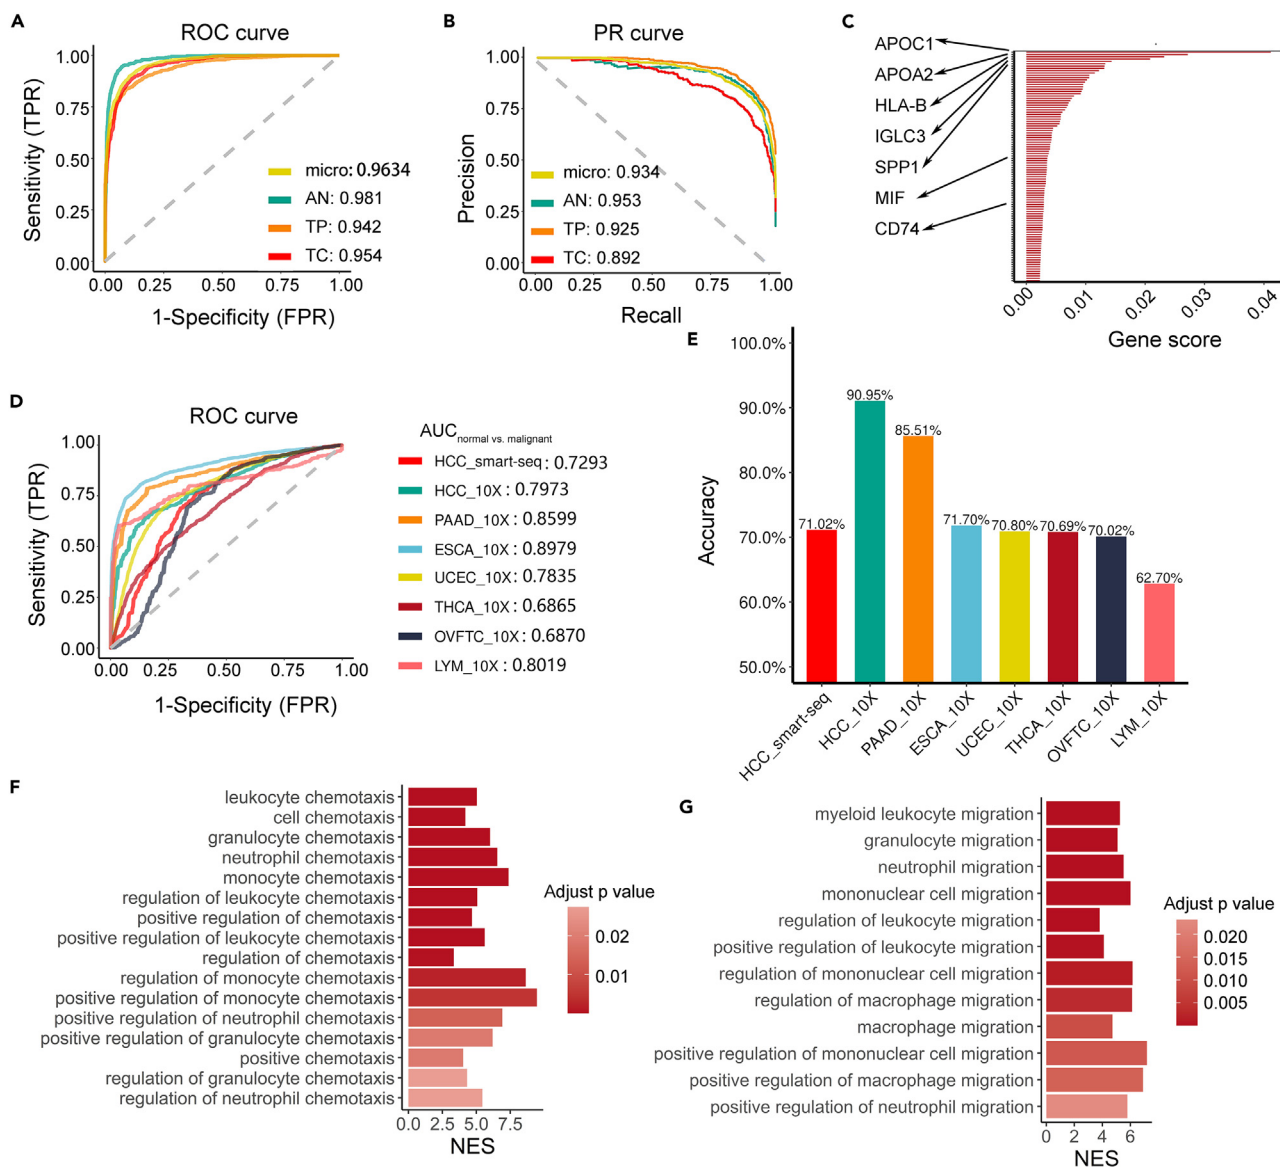 A
ROC curve
Sensitivity (TPR)
1.00
0.75
0.50
0.25
0.00
micro: 0.9634
AN: 0.981
TP: 0.942
TC: 0.954
0.00 0.25 0.50 0.75 1.00
1-Specificity (FPR)
B
PR curve
Precision
1.00
0.75
0.50
0.25
0.00
micro: 0.934
AN: 0.953
TP: 0.925
TC: 0.892
0.00 0.25 0.50 0.75 1.00
Recall
C
APOC1
APOA2
HLA-B
IGLC3
SPP1
MIF
CD74
0.00 0.01 0.02 0.03 0.04
Gene score
D
ROC curve
Sensitivity (TPR)
1.00
0.75
0.50
0.25
0.00
0.00 0.25 0.50 0.75 1.00
1-Specificity (FPR)
AUC normal vs. malignant
HCC_smart-seq : 0.7293
HCC_10X : 0.7973
PAAD_10X : 0.8599
ESCA_10X : 0.8979
UCEC_10X : 0.7835
THCA_10X : 0.6865
OVFTC_10X : 0.6870
LYM_10X : 0.8019
E
Accuracy
100.0%
90.0%
80.0%
70.0%
60.0%
50.0%
71.02% 90.95% 85.51% 71.70% 70.80% 70.69% 70.02% 62.70%
HCC_smart-seq HCC_10X PAAD_10X ESCA_10X UCEC_10X THCA_10X OVFTC_10X LYM_10X
F
leukocyte chemotaxis
cell chemotaxis
granulocyte chemotaxis
neutrophil chemotaxis
monocyte chemotaxis
regulation of leukocyte chemotaxis
positive regulation of chemotaxis
positive regulation of leukocyte chemotaxis
regulation of chemotaxis
regulation of monocyte chemotaxis
positive regulation of monocyte chemotaxis
positive regulation of neutrophil chemotaxis
positive regulation of granulocyte chemotaxis
positive chemotaxis
regulation of granulocyte chemotaxis
regulation of neutrophil chemotaxis
0.0 2.5 5.0 7.5
NES
Adjust p value
0.02
0.01
G
myeloid leukocyte migration
granulocyte migration
neutrophil migration
mononuclear cell migration
regulation of leukocyte migration
positive regulation of leukocyte migration
regulation of mononuclear cell migration
regulation of macrophage migration
macrophage migration
positive regulation of mononuclear cell migration
positive regulation of macrophage migration
positive regulation of neutrophil migration
0 2 4 6
NES
Adjust p value
0.020
0.015
0.010
0.005